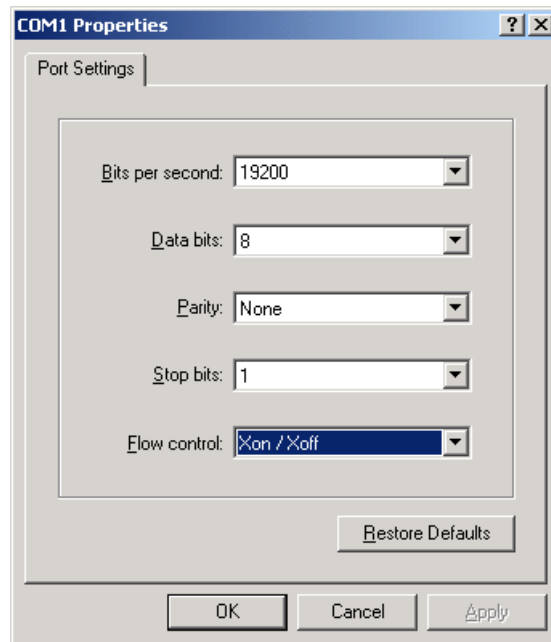 COM1 Properties
Port Settings
Bits per second: 19200
Data bits: 8
Parity: None
Stop bits: 1
Flow control: Xon / Xoff
Restore Defaults
OK Cancel Apply